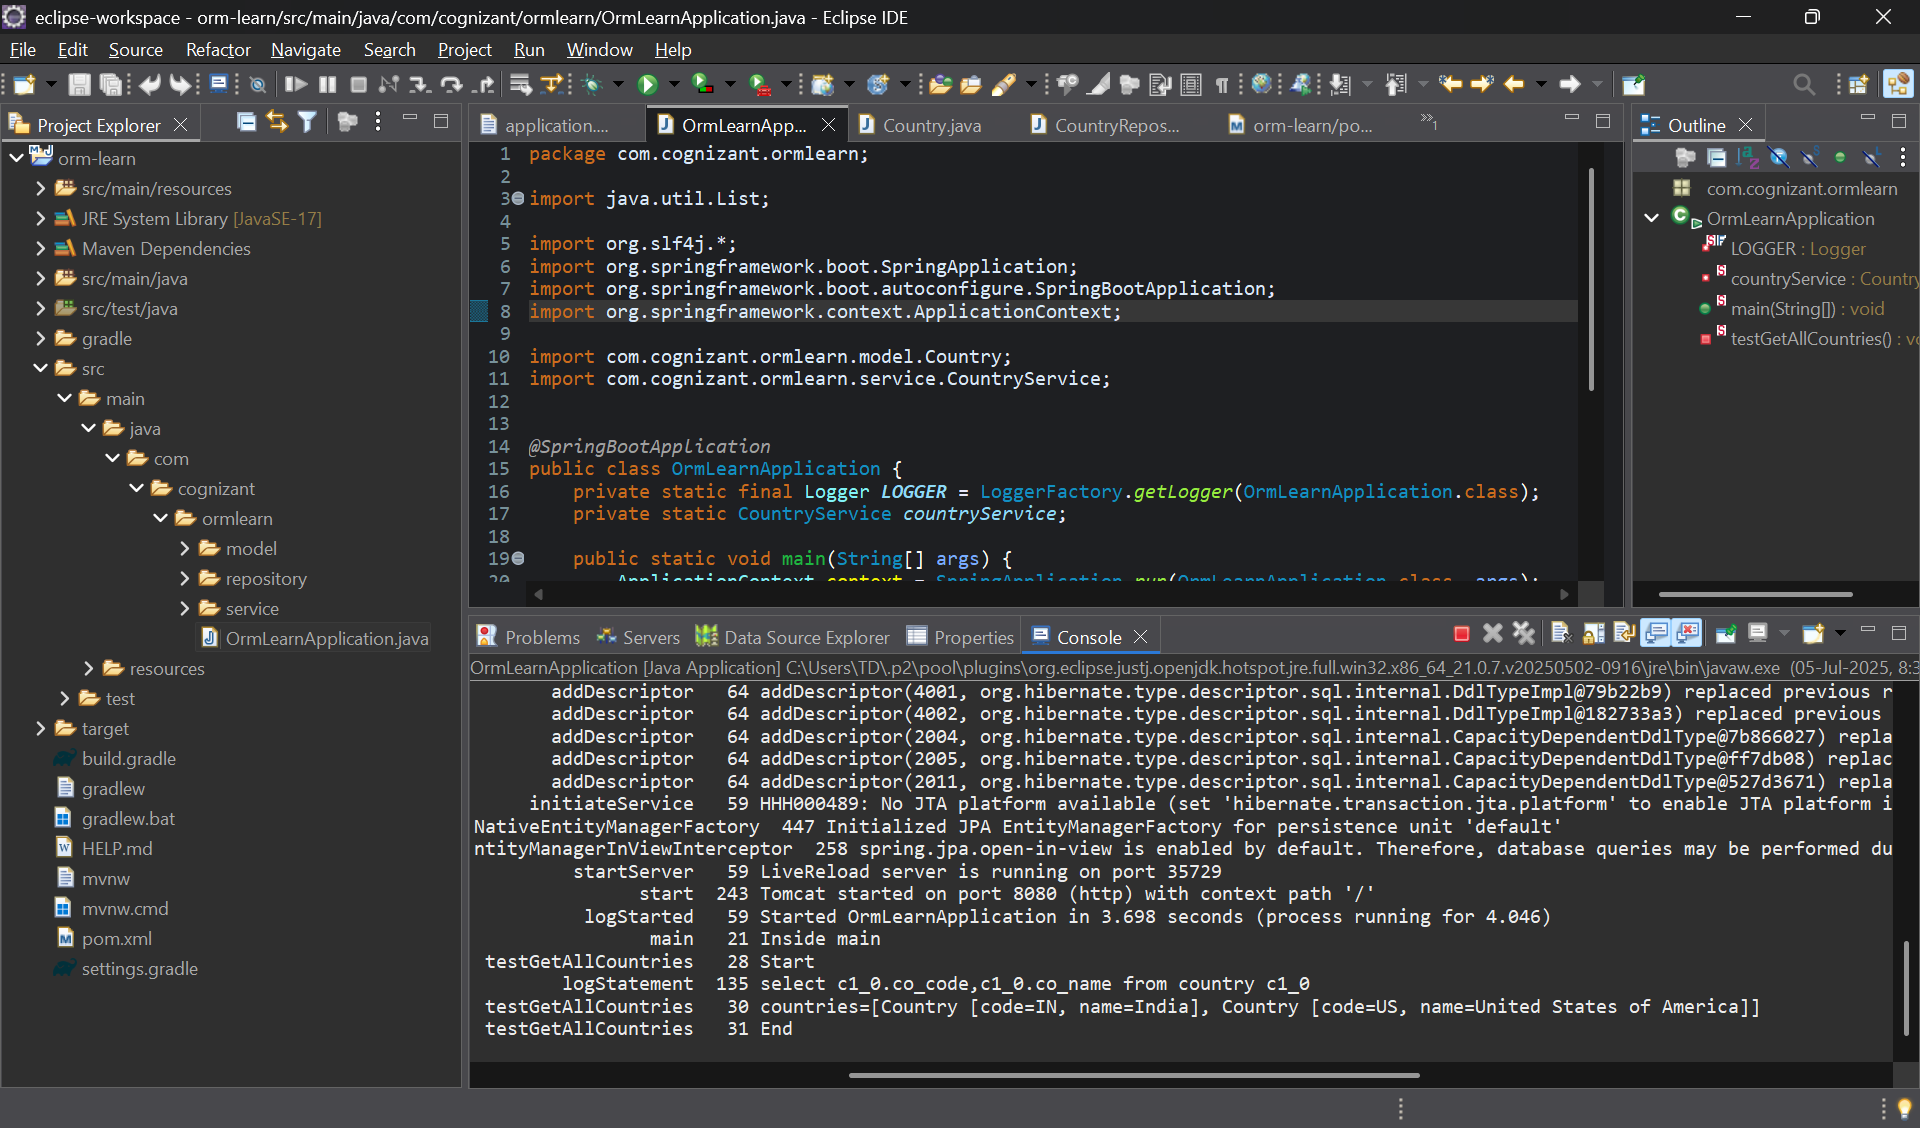 eclipse-workspace - orm-learn/src/main/java/com/cognizant/ormlearn/OrmLearnApplication.java - Eclipse IDE
File Edit Source Refactor Navigate Search Project Run Window Help
Project Explorer
orm-learn
src/main/resources
JRE System Library [JavaSE-17]
Maven Dependencies
src/main/java
src/test/java
gradle
src
main
java
com
cognizant
ormlearn
model
repository
service
OrmLearnApplication.java
resources
test
target
build.gradle
gradlew
gradlew.bat
HELP.md
mvnw
mvnw.cmd
pom.xml
settings.gradle
application.... OrmLearnApp... Country.java CountryRepos... orm-learn/po... »1
1 package com.cognizant.ormlearn;
2
3 import java.util.List;
4
5 import org.slf4j.*;
6 import org.springframework.boot.SpringApplication;
7 import org.springframework.boot.autoconfigure.SpringBootApplication;
8 import org.springframework.context.ApplicationContext;
9
10 import com.cognizant.ormlearn.model.Country;
11 import com.cognizant.ormlearn.service.CountryService;
12
13
14 @SpringBootApplication
15 public class OrmLearnApplication {
16 private static final Logger LOGGER = LoggerFactory.getLogger(OrmLearnApplication.class);
17 private static CountryService countryService;
18
19 public static void main(String[] args) {
20 ApplicationContext context = SpringApplication.run(OrmLearnApplication.class, args);
Outline
com.cognizant.ormlearn
OrmLearnApplication
LOGGER : Logger
countryService : Country
main(String[]) : void
testGetAllCountries() : vo
Problems Servers Data Source Explorer Properties Console
OrmLearnApplication [Java Application] C:\Users\TD\.p2\pool\plugins\org.eclipse.justj.openjdk.hotspot.jre.full.win32.x86_64_21.0.7.v20250502-0916\jre\bin\javaw.exe (05-Jul-2025, 8:3
addDescriptor 64 addDescriptor(4001, org.hibernate.type.descriptor.sql.internal.DdlTypeImpl@79b22b9) replaced previous r
addDescriptor 64 addDescriptor(4002, org.hibernate.type.descriptor.sql.internal.DdlTypeImpl@182733a3) replaced previous
addDescriptor 64 addDescriptor(2004, org.hibernate.type.descriptor.sql.internal.CapacityDependentDdlType@7b866027) repla
addDescriptor 64 addDescriptor(2005, org.hibernate.type.descriptor.sql.internal.CapacityDependentDdlType@ff7db08) replac
addDescriptor 64 addDescriptor(2011, org.hibernate.type.descriptor.sql.internal.CapacityDependentDdlType@527d3671) repla
initiateService 59 HHH000489: No JTA platform available (set 'hibernate.transaction.jta.platform' to enable JTA platform i
NativeEntityManagerFactory 447 Initialized JPA EntityManagerFactory for persistence unit 'default'
ntityManagerInViewInterceptor 258 spring.jpa.open-in-view is enabled by default. Therefore, database queries may be performed du
startServer 59 LiveReload server is running on port 35729
start 243 Tomcat started on port 8080 (http) with context path '/'
logStarted 59 Started OrmLearnApplication in 3.698 seconds (process running for 4.046)
main 21 Inside main
testGetAllCountries 28 Start
logStatement 135 select c1_0.co_code,c1_0.co_name from country c1_0
testGetAllCountries 30 countries=[Country [code=IN, name=India], Country [code=US, name=United States of America]]
testGetAllCountries 31 End